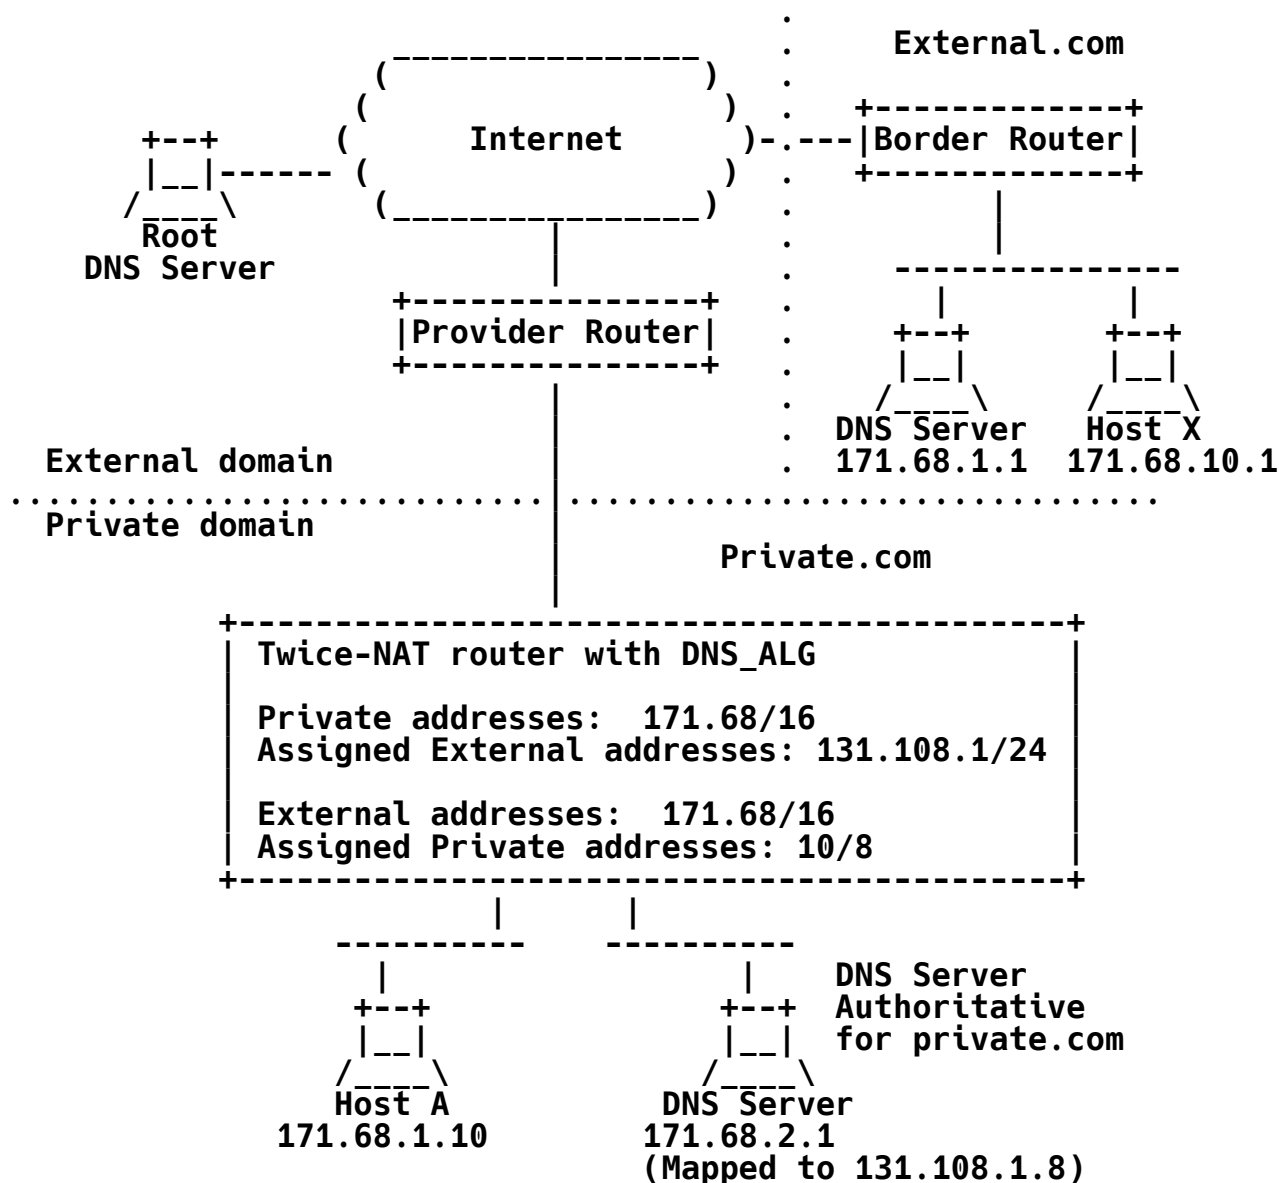 External.com
Internet
Border Router
Root
DNS Server
Provider Router
DNS Server Host X
171.68.1.1 171.68.10.1
External domain
Private domain
Private.com
Twice-NAT router with DNS_ALG
Private addresses: 171.68/16
Assigned External addresses: 131.108.1/24
External addresses: 171.68/16
Assigned Private addresses: 10/8
DNS Server
Authoritative
for private.com
Host A
171.68.1.10
DNS Server
171.68.2.1
(Mapped to 131.108.1.8)